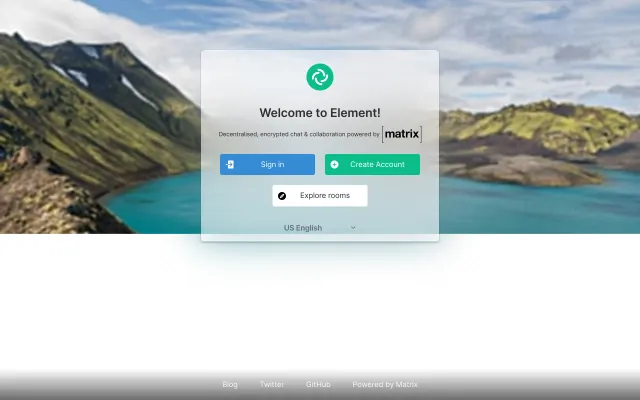 Welcome to Element!
Decentralised, encrypted chat & collaboration powered by [matrix]
Sign in
Create Account
Explore rooms
US English
Blog
Twitter
GitHub
Powered by Matrix